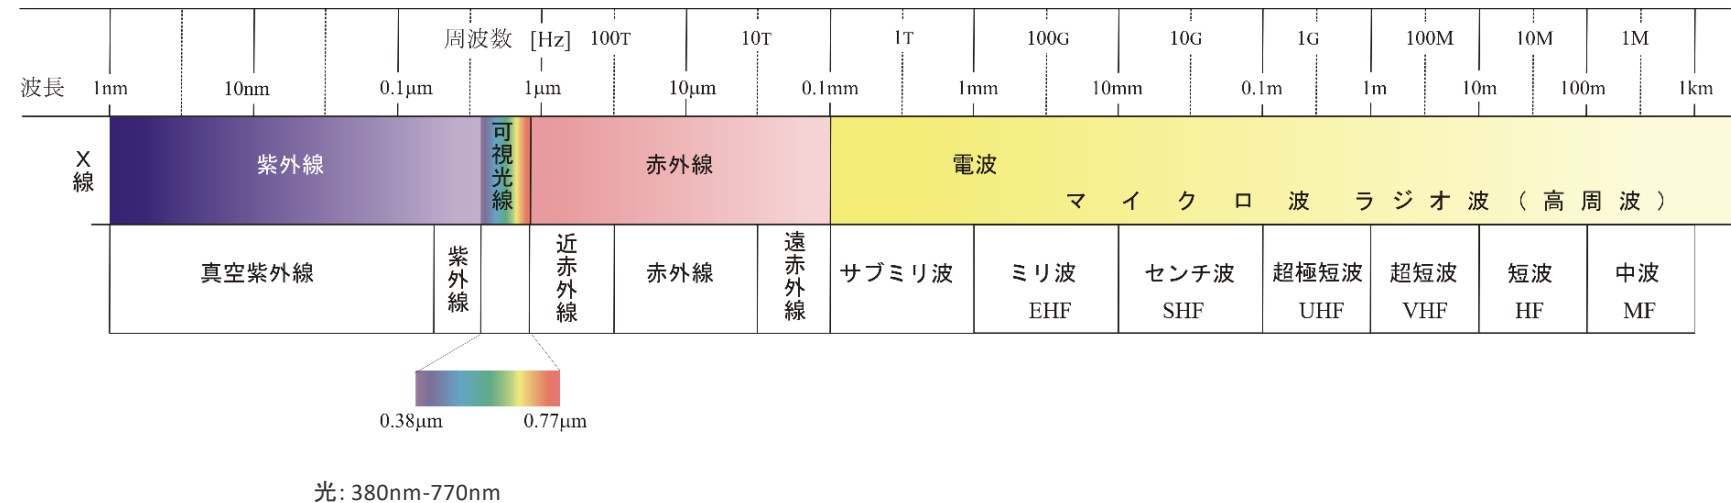 周波数 [Hz] 100T 10T 1T 100G 10G 1G 100M 10M 1M
波長 1nm 10nm 0.1μm 1μm 10μm 0.1mm 1mm 10mm 0.1m 1m 10m 100m 1km
X線
紫外線
可視光線
赤外線
電波
マイクロ波 ラジオ波(高周波)
真空紫外線
紫外線
近赤外線
赤外線
遠赤外線
サブミリ波
ミリ波
EHF
センチ波
SHF
超極短波
UHF
超短波
VHF
短波
HF
中波
MF
0.38μm 0.77μm
光: 380nm-770nm